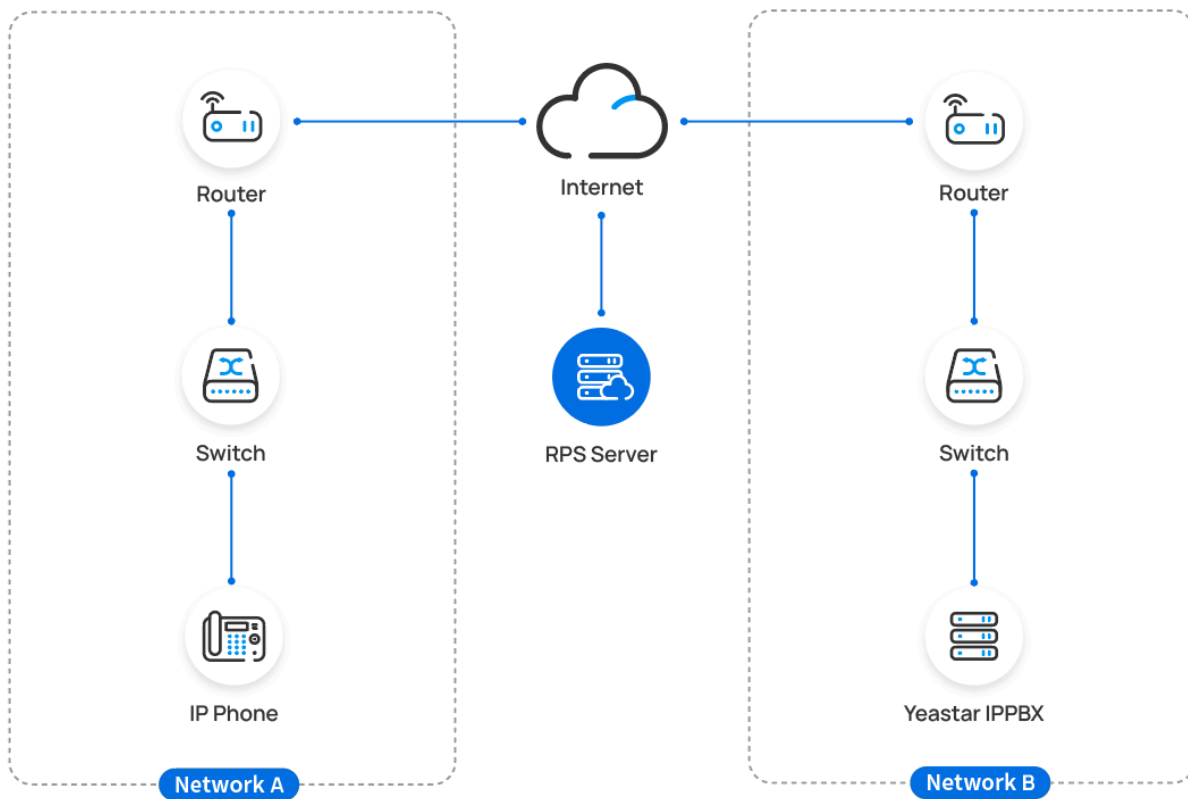 Router
Internet
Router
Switch
RPS Server
Switch
IP Phone
Yeastar IPPBX
Network A
Network B